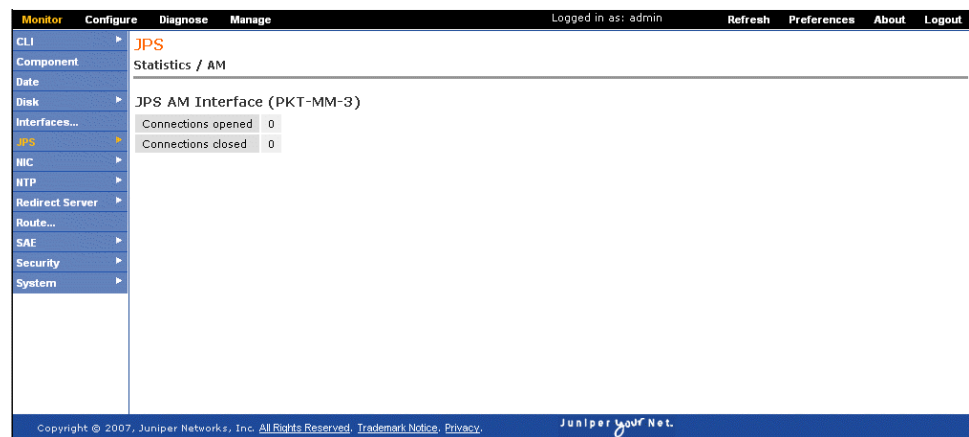 Monitor Configure Diagnose Manage Logged in as: admin Refresh Preferences About Logout
CLI
Component
Date
Disk
Interfaces...
JPS
NIC
NTP
Redirect Server
Route...
SAE
Security
System
JPS
Statistics / AM
JPS AM Interface (PKT-MM-3)
Connections opened 0
Connections closed 0
Copyright © 2007, Juniper Networks, Inc. All Rights Reserved. Trademark Notice. Privacy. Juniper your Net.